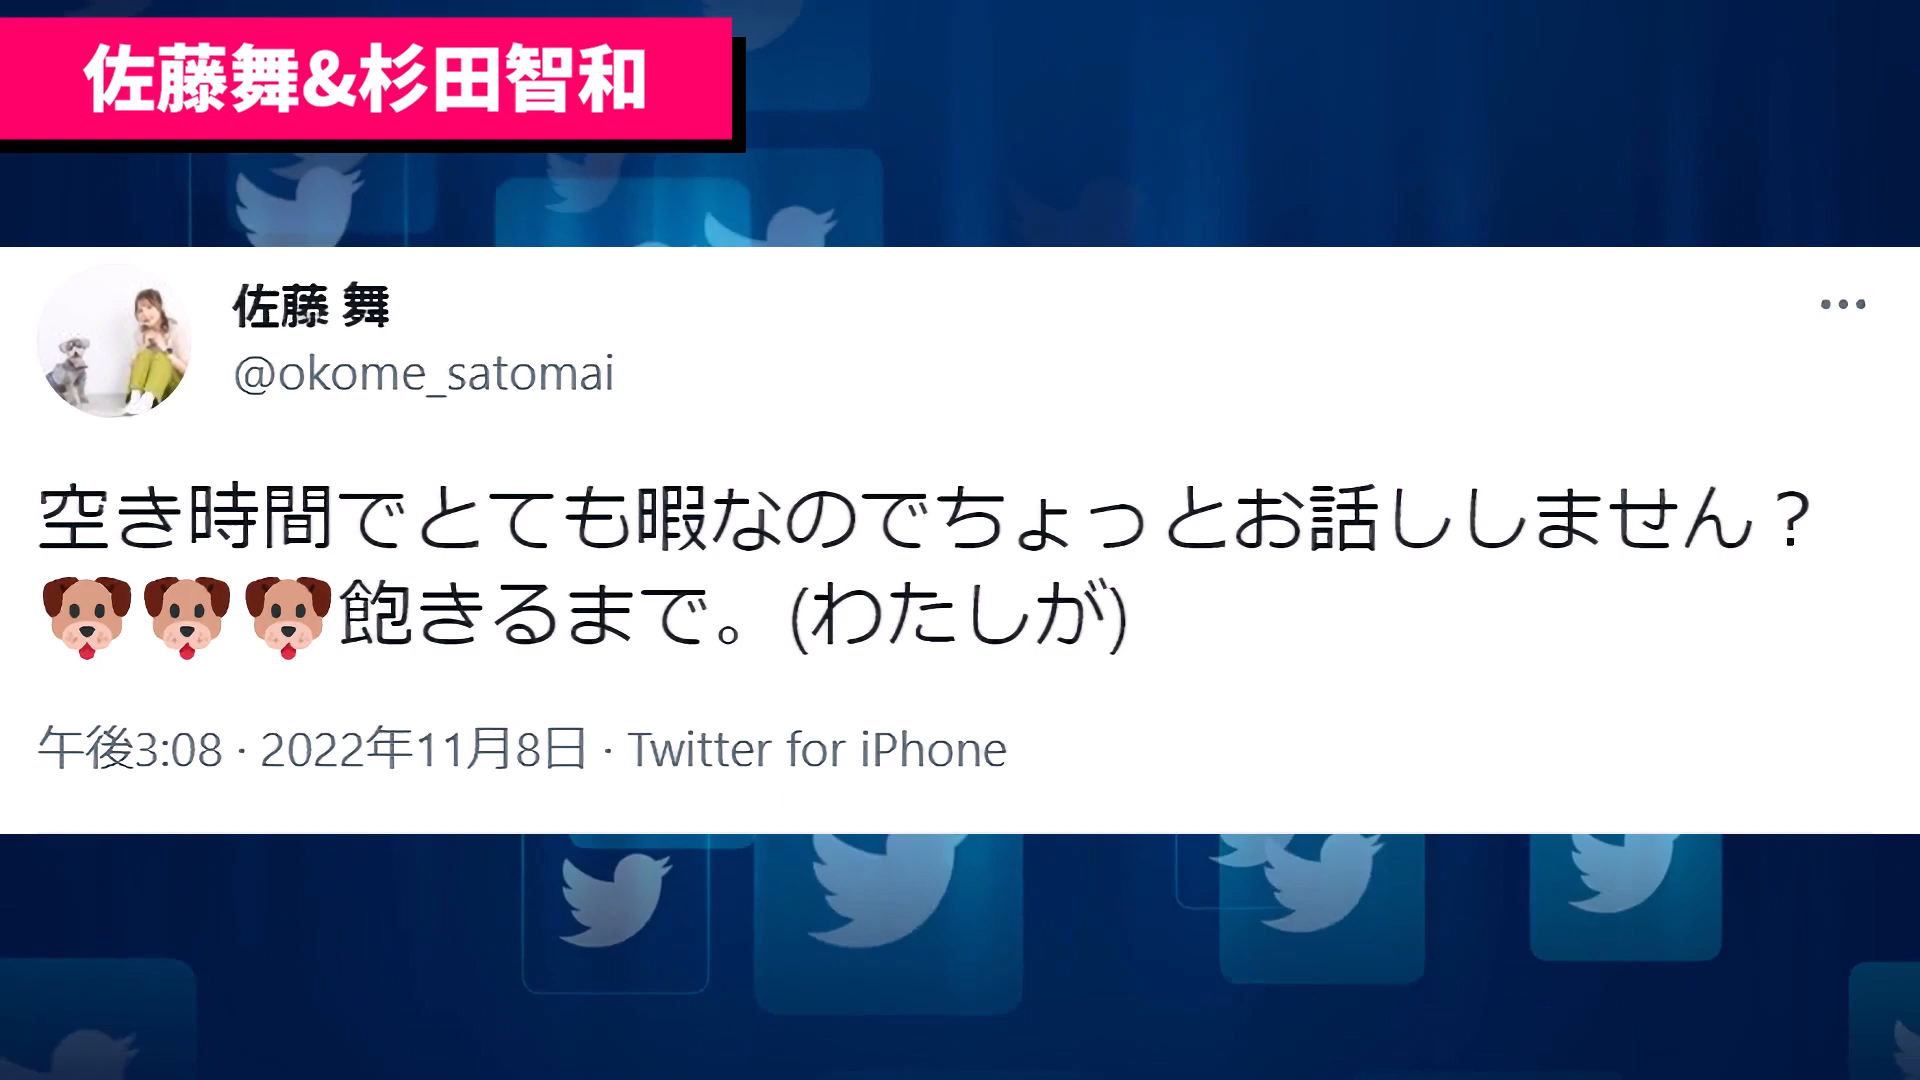 佐藤舞&杉田智和
佐藤 舞
@okome_satomai
空き時間でとても暇なのでちょっとお話ししません？
🐶🐶🐶飽きるまで。(わたしが)
午後3:08 · 2022年11月8日 · Twitter for iPhone